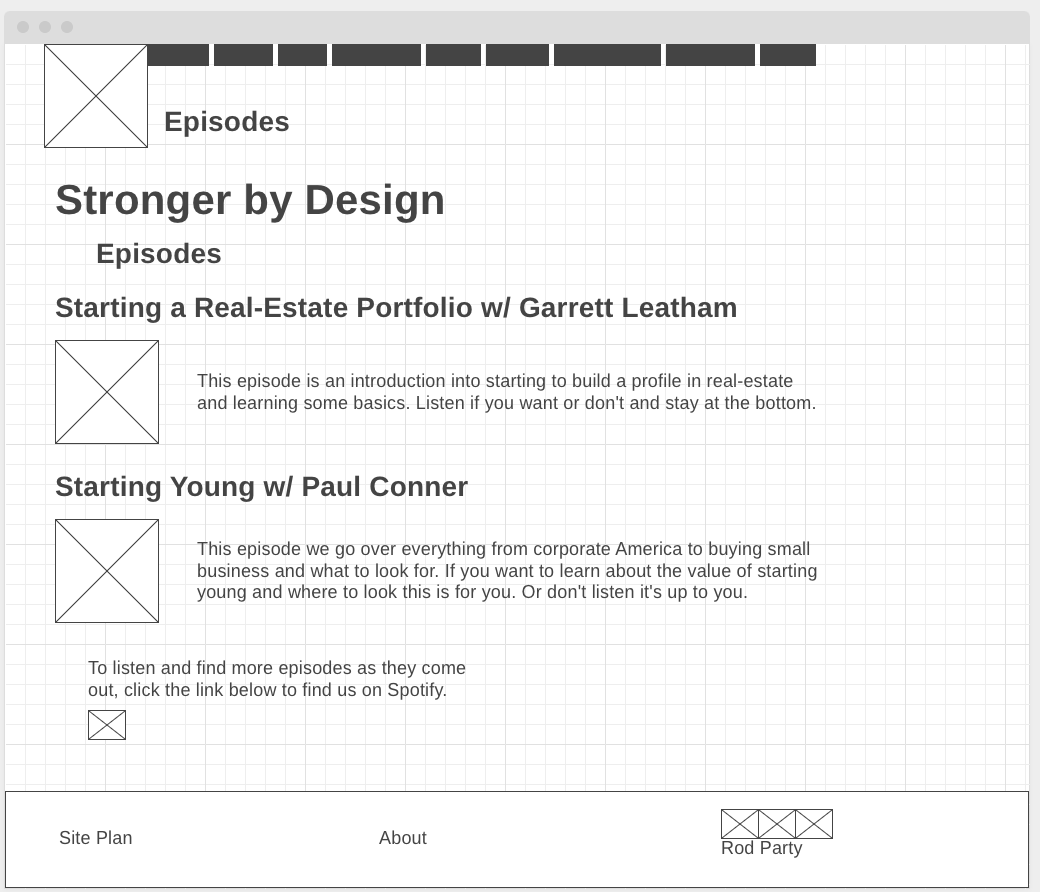 Episodes
Stronger by Design
Episodes
Starting a Real-Estate Portfolio w/ Garrett Leatham
This episode is an introduction into starting to build a profile in real-estate
and learning some basics. Listen if you want or don't and stay at the bottom.
Starting Young w/ Paul Conner
This episode we go over everything from corporate America to buying small
business and what to look for. If you want to learn about the value of starting
young and where to look this is for you. Or don't listen it's up to you.
To listen and find more episodes as they come
out, click the link below to find us on Spotify.
Site Plan
About
Rod Party